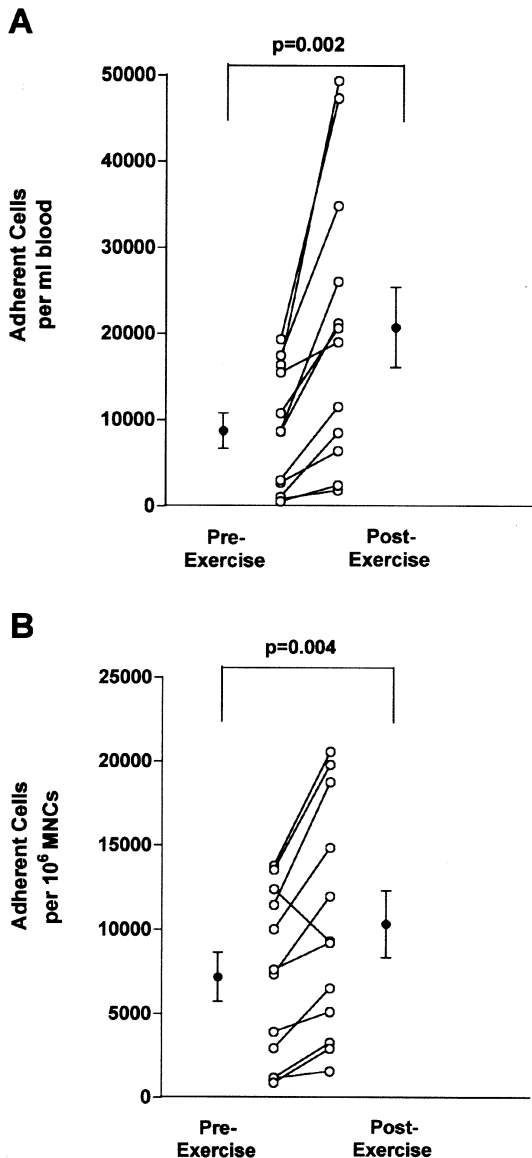 A
p=0.002
50000
40000
30000
20000
10000
0
Adherent Cells
per ml blood
Pre-
Exercise
Post-
Exercise
B
p=0.004
25000
20000
15000
10000
5000
0
Adherent Cells
per 10⁶ MNCs
Pre-
Exercise
Post-
Exercise